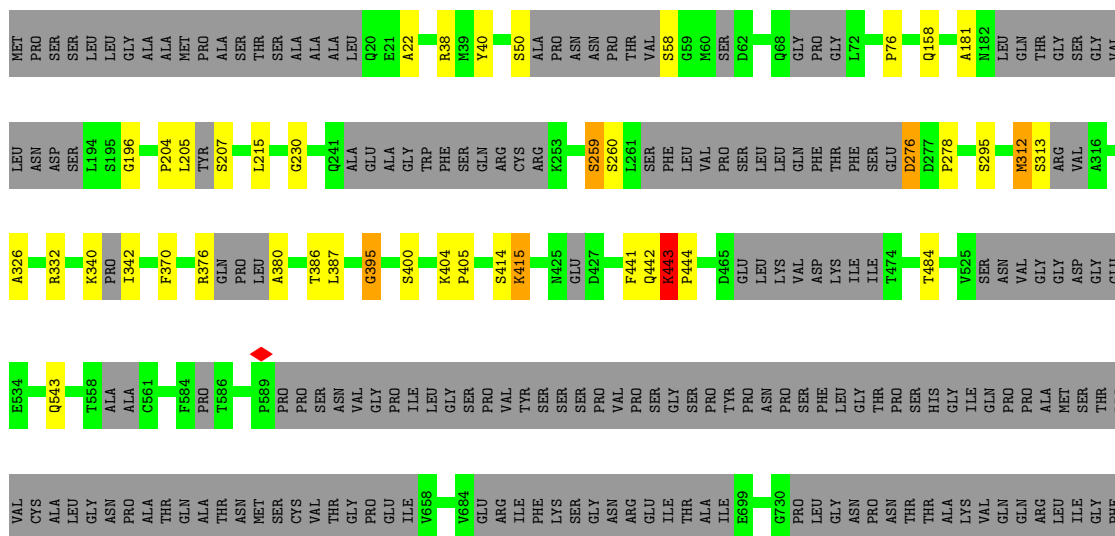 MET PRO SER SER LEU LEU GLY ALA ALA MET PRO ALA SER THR SER ALA ALA ALA LEU Q20 E21 A22 R38 M39 Y40 S50 ALA PRO ASN ASN PRO THR VAL S58 G59 M60 SER D62 Q68 GLY PRO GLY L72 P76 Q158 A181 N182 LEU GLN THR GLY SER GLY VAL
LEU ASN ASP SER L194 S195 G196 P204 L205 TYR S207 L215 G230 Q241 ALA GLU ALA GLY TRP PHE SER GLN ARG CYS ARG K253 S259 S260 L261 SER PHE LEU VAL PRO SER LEU LEU GLN PHE THR PHE SER GLU D276 D277 P278 S295 M312 S313 ARG VAL A316
A326 R332 K340 PRO I342 F370 R376 GLN PRO LEU A380 T386 L387 G395 S400 K404 P405 S414 K415 N425 GLU D427 F441 Q442 K443 P444 D465 GLU LEU LYS VAL ASP LYS ILE ILE T474 T484 V525 SER ASN VAL GLY GLY ASP GLY GLU
E534 Q543 T558 ALA ALA C561 F584 PRO T586 P589 PRO PRO SER ASN VAL GLY PRO ILE LEU GLY SER PRO VAL TYR SER SER SER PRO VAL PRO SER GLY SER PRO TYR PRO ASN PRO SER PHE LEU GLY THR PRO SER HIS GLY ILE GLN PRO PRO ALA MET SER THR
VAL CYS ALA LEU GLY ASN PRO ALA THR GLN ALA THR ASN MET SER CYS VAL THR GLY PRO GLU ILE V658 V684 GLU ARG ILE PHE LYS SER GLY ASN ARG GLU ILE THR ALA ILE E699 G730 PRO LEU GLY ASN PRO ASN THR THR ALA LYS VAL GLN GLN ARG LEU ILE GLY PHE